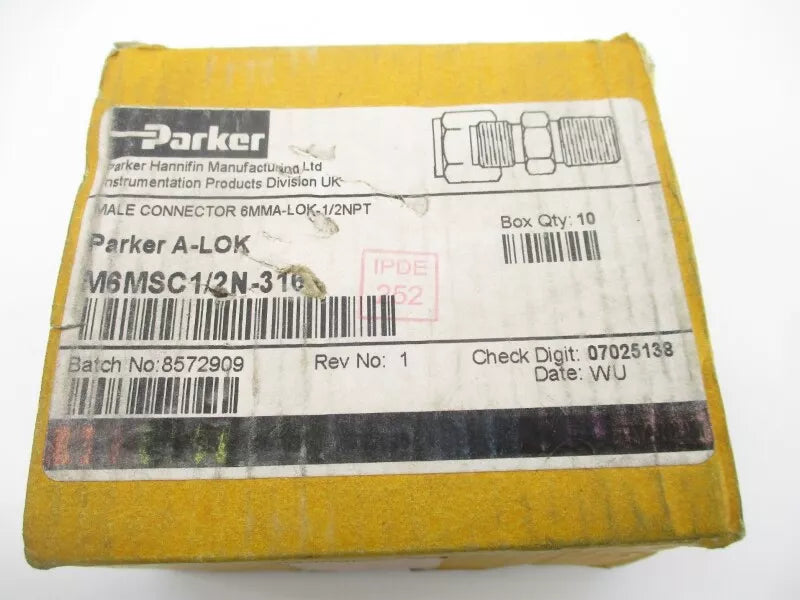 Parker
Parker Hannifin Manufacturing Ltd
Instrumentation Products Division UK
MALE CONNECTOR 6MMA-LOK-1/2NPT
Box Qty: 10
Parker A-LOK
M6MSC1/2N-316
IPDE
252
Batch No:8572909
Rev No: 1
Check Digit: 07025138
Date: WU